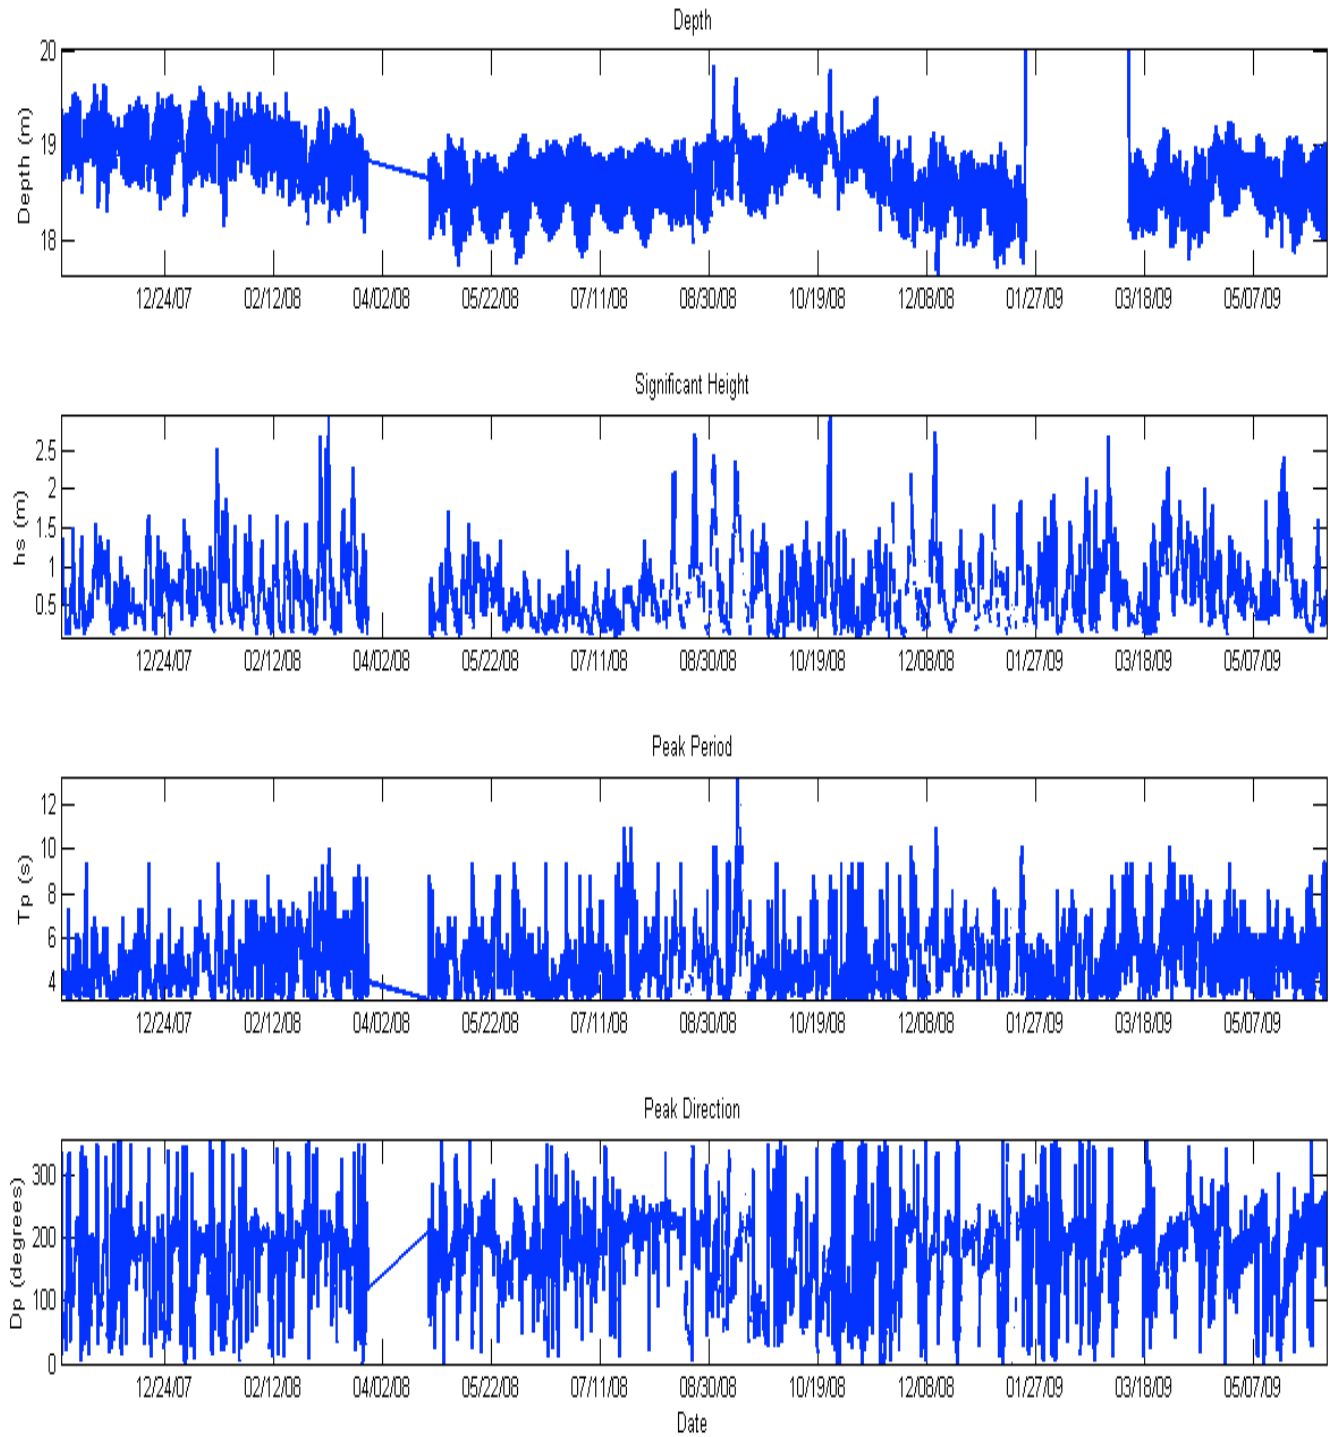 Depth
20
19
18
Depth (m)
12/24/07 02/12/08 04/02/08 05/22/08 07/11/08 08/30/08 10/19/08 12/08/08 01/27/09 03/18/09 05/07/09
Significant Height
2.5
2
1.5
1
0.5
hs (m)
12/24/07 02/12/08 04/02/08 05/22/08 07/11/08 08/30/08 10/19/08 12/08/08 01/27/09 03/18/09 05/07/09
Peak Period
12
10
8
6
4
Tp (s)
12/24/07 02/12/08 04/02/08 05/22/08 07/11/08 08/30/08 10/19/08 12/08/08 01/27/09 03/18/09 05/07/09
Peak Direction
300
200
100
0
Dp (degrees)
12/24/07 02/12/08 04/02/08 05/22/08 07/11/08 08/30/08 10/19/08 12/08/08 01/27/09 03/18/09 05/07/09
Date